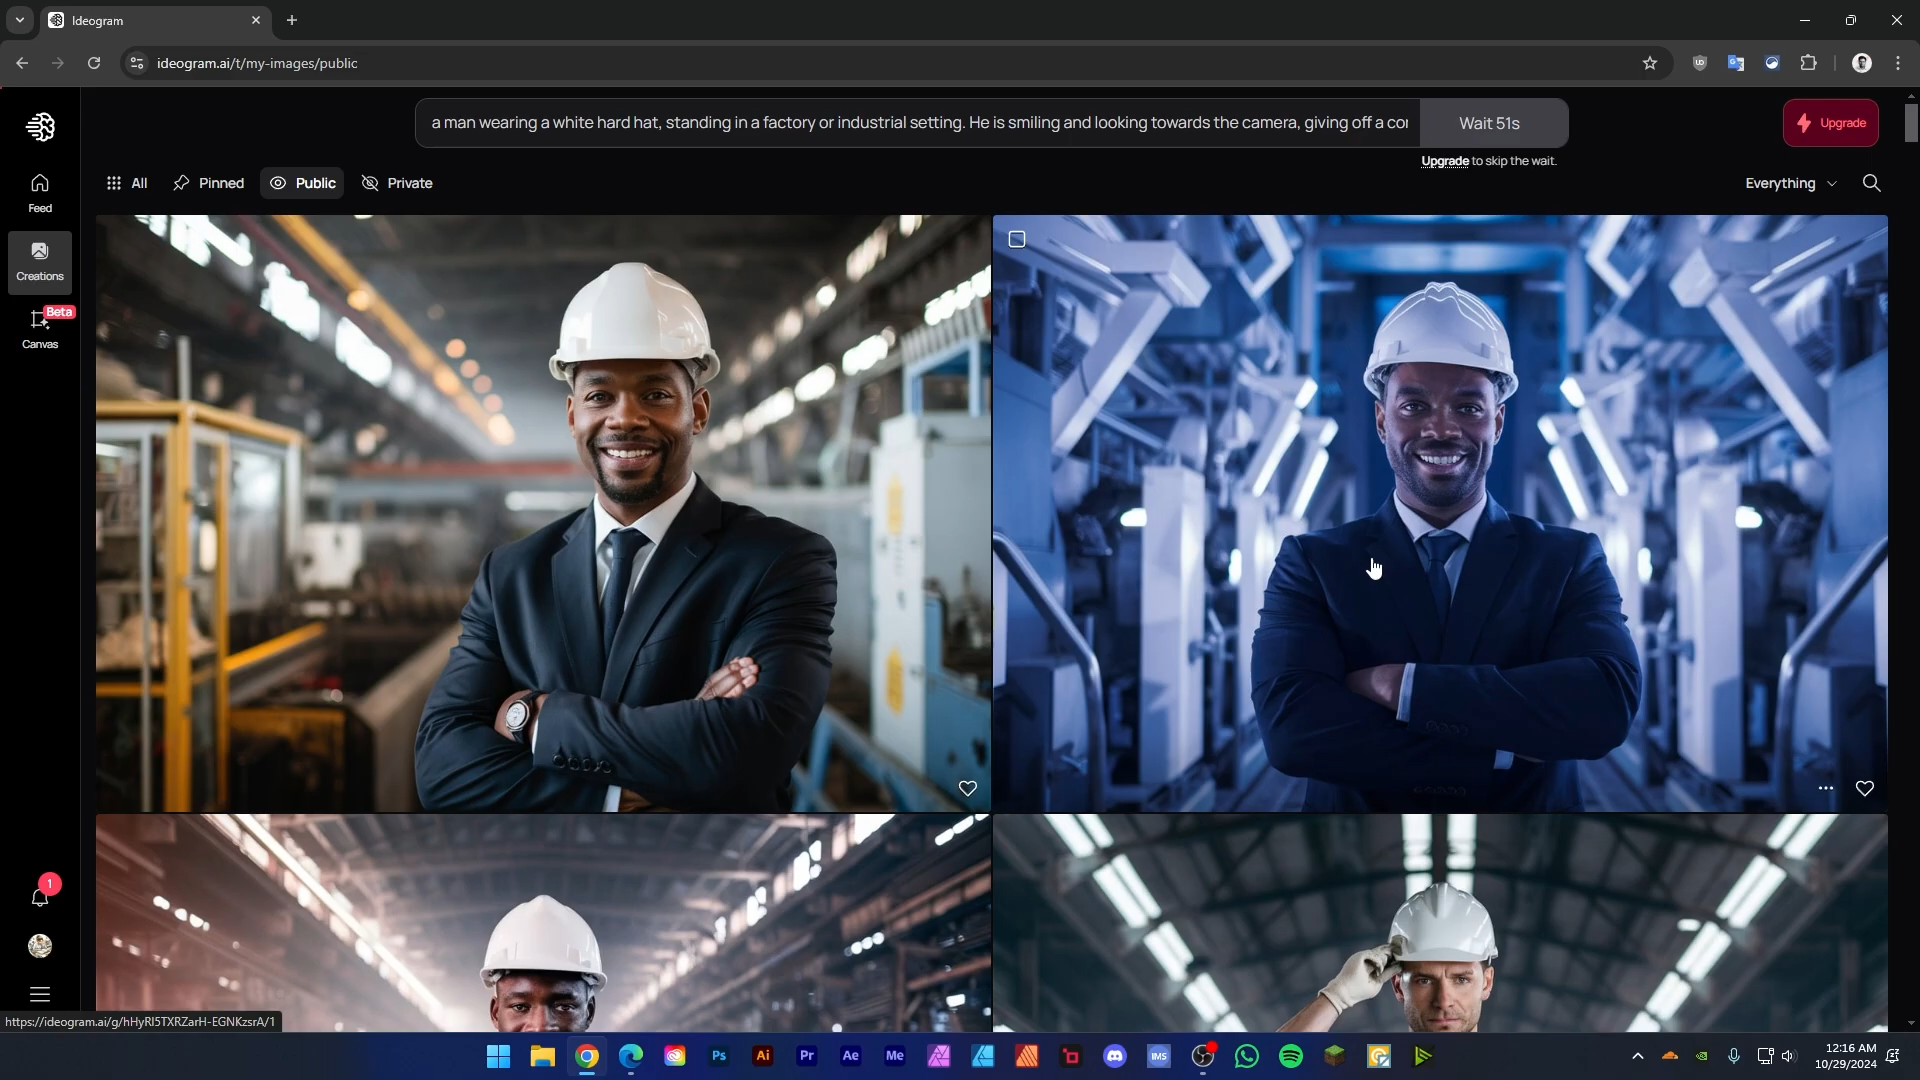 Ideogram
ideogram.ai/t/my-images/public
a man wearing a white hard hat, standing in a factory or industrial setting. He is smiling and looking towards the camera, giving off a cor
Wait 51s
Upgrade
Upgrade to skip the wait.
All
Pinned
Public
Private
Everything
Feed
Creations
Beta
Canvas
1
https://ideogram.ai/g/hHyRI5TXRZarH-EGNKzsrA/1
Ps
Ai
Pr
Ae
Me
IMS
12:16 AM
10/29/2024